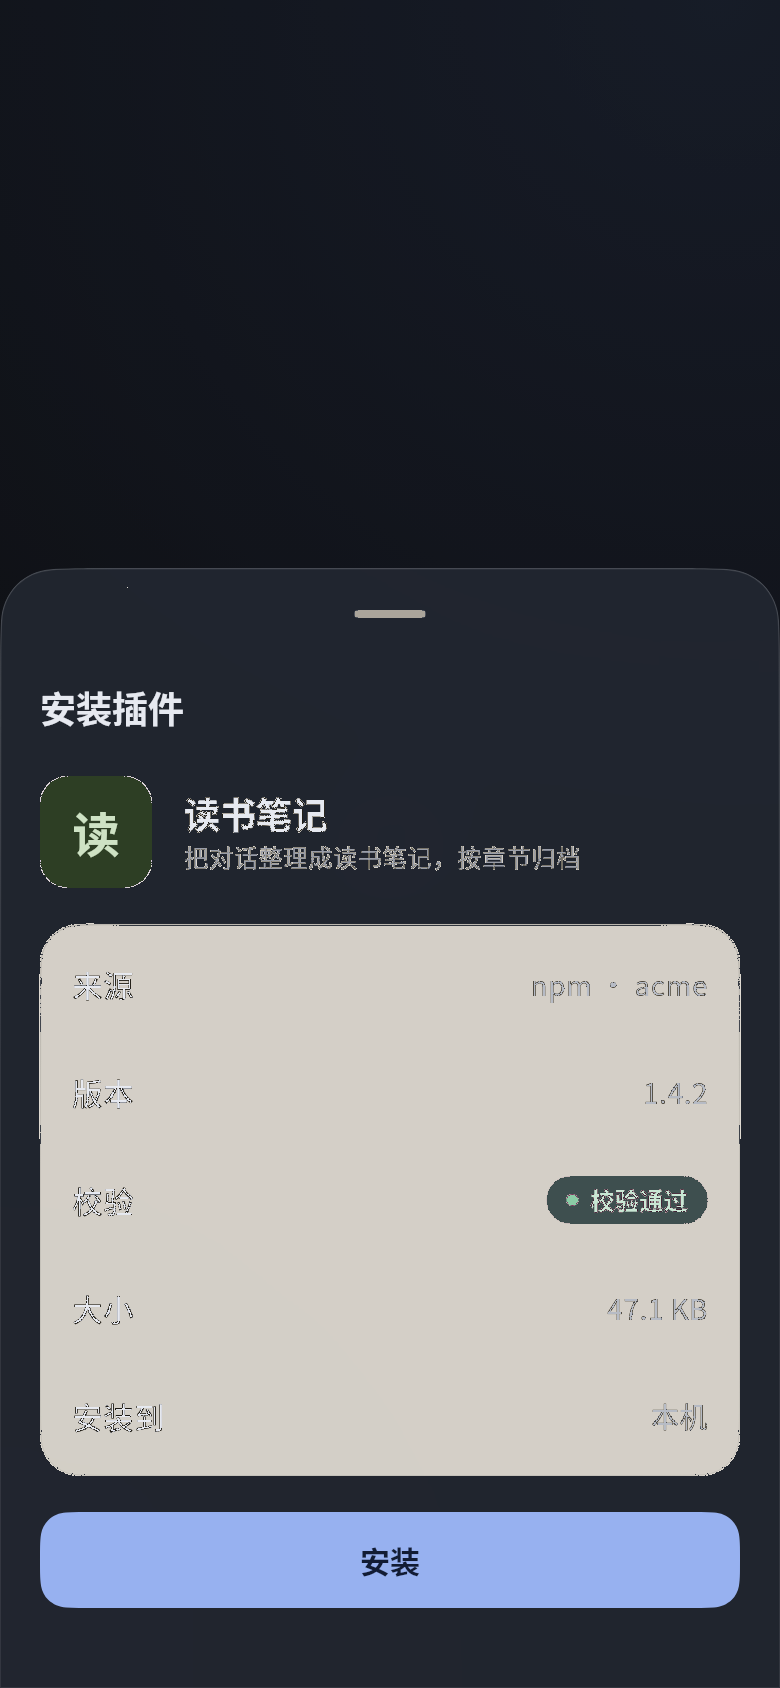 安装插件
读
读书笔记
把对话整理成读书笔记，按章节归档
来源 npm · acme
版本 1.4.2
校验 校验通过
大小 47.1 KB
安装到 本机
安装